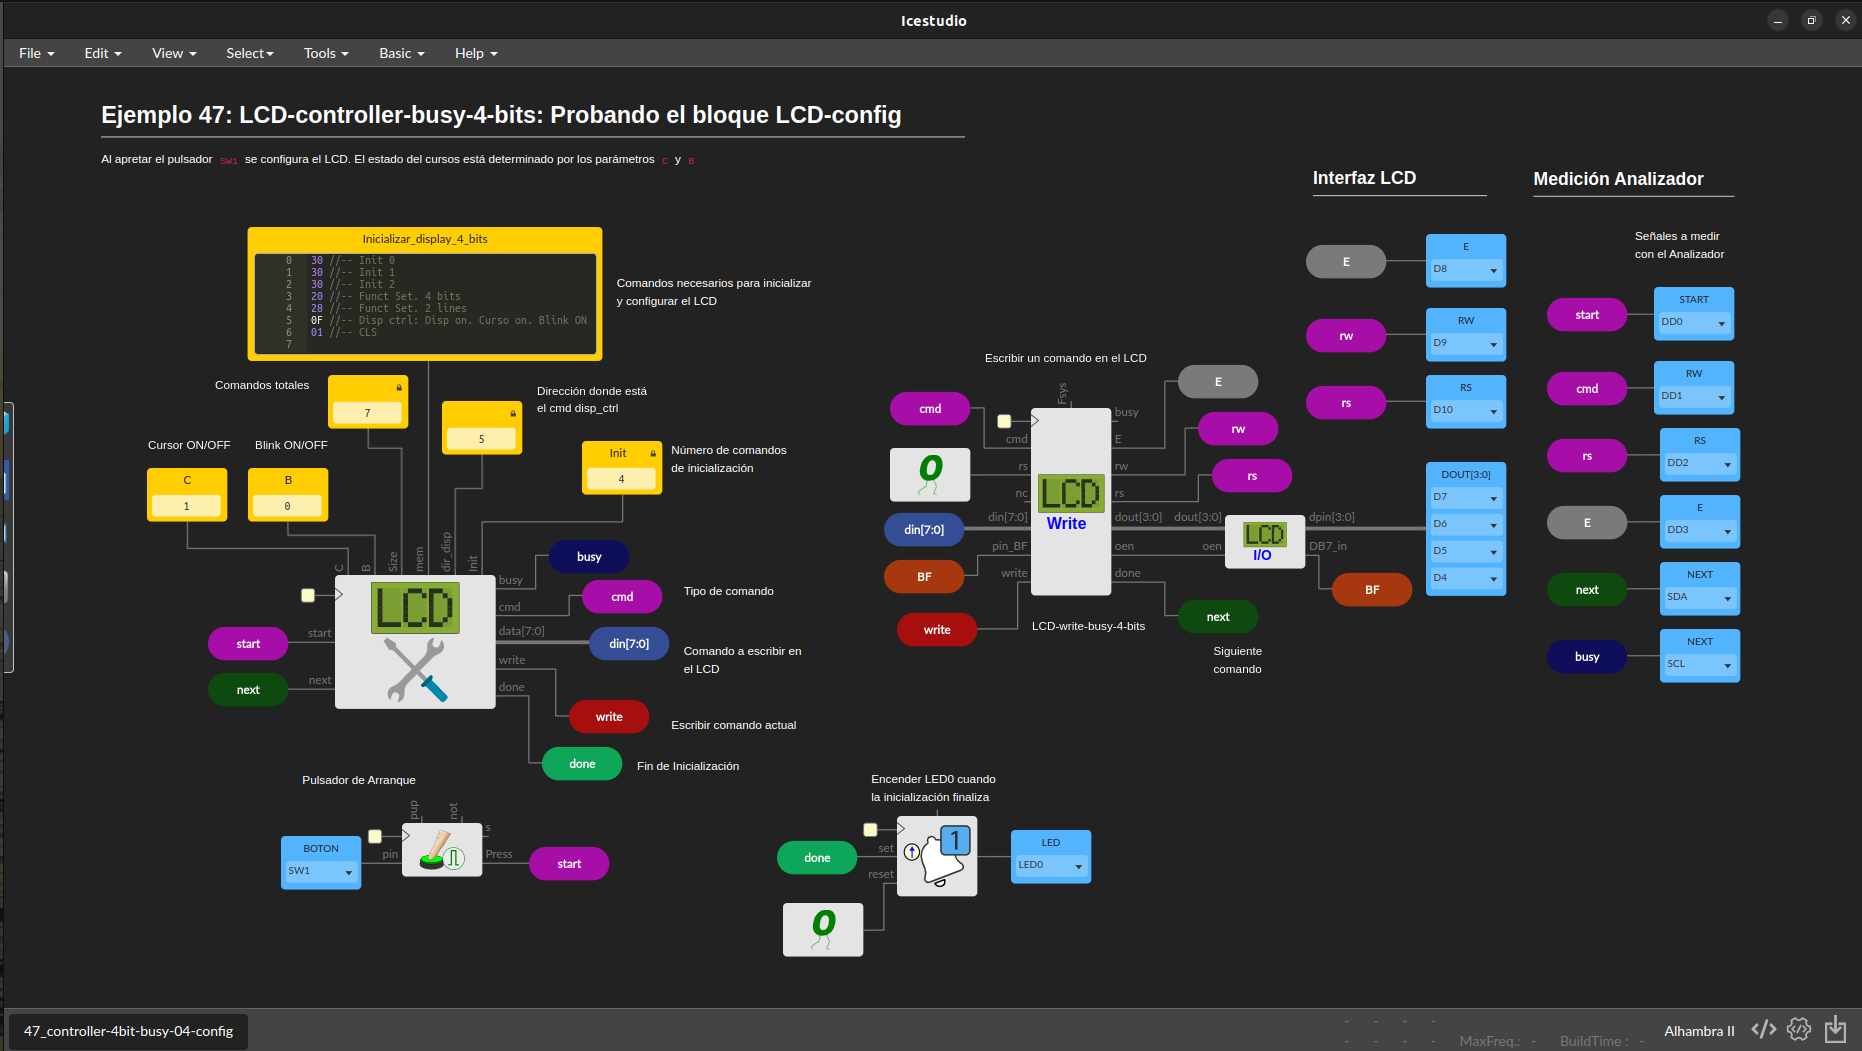 Icestudio
File
Edit
View
Select
Tools
Basic
Help
Ejemplo 47: LCD-controller-busy-4-bits: Probando el bloque LCD-config
Al apretar el pulsador SW1 se configura el LCD. El estado del cursos está determinado por los parámetros C y B
Interfaz LCD
Medición Analizador
Inicializar_display_4_bits
0 30 //-- Init 0
1 30 //-- Init 1
2 30 //-- Init 2
3 20 //-- Funct Set. 4 bits
4 28 //-- Funct Set. 2 lines
5 0F //-- Disp ctrl: Disp on. Curso on. Blink ON
6 01 //-- CLS
7
Comandos necesarios para inicializar
y configurar el LCD
Comandos totales
7
Dirección donde está
el cmd disp_ctrl
5
Cursor ON/OFF
Blink ON/OFF
C
1
B
0
Init
4
Número de comandos
de inicialización
C
B
Size
mem
dir_disp
Init
LCD
start
next
busy
cmd
data[7:0]
write
done
start
next
busy
cmd
Tipo de comando
din[7:0]
Comando a escribir en
el LCD
write
Escribir comando actual
done
Fin de Inicialización
Pulsador de Arranque
BOTON
SW1
pup
not
pin
s
Press
start
Escribir un comando en el LCD
cmd
0
din[7:0]
BF
write
Fsys
cmd
rs
nc
din[7:0]
pin_BF
write
LCD
Write
busy
E
rw
rs
dout[3:0]
oen
done
LCD-write-busy-4-bits
E
rw
rs
dout[3:0]
oen
LCD
I/O
dpin[3:0]
DB7_in
BF
next
Siguiente
comando
Encender LED0 cuando
la inicialización finaliza
done
0
set
reset
1
LED
LED0
E
E
D8
rw
RW
D9
rs
RS
D10
DOUT[3:0]
D7
D6
D5
D4
Señales a medir
con el Analizador
start
START
DD0
cmd
RW
DD1
rs
RS
DD2
E
E
DD3
next
NEXT
SDA
busy
NEXT
SCL
47_controller-4bit-busy-04-config
- - - -
- - - -
MaxFreq.: -
BuildTime : -
Alhambra II